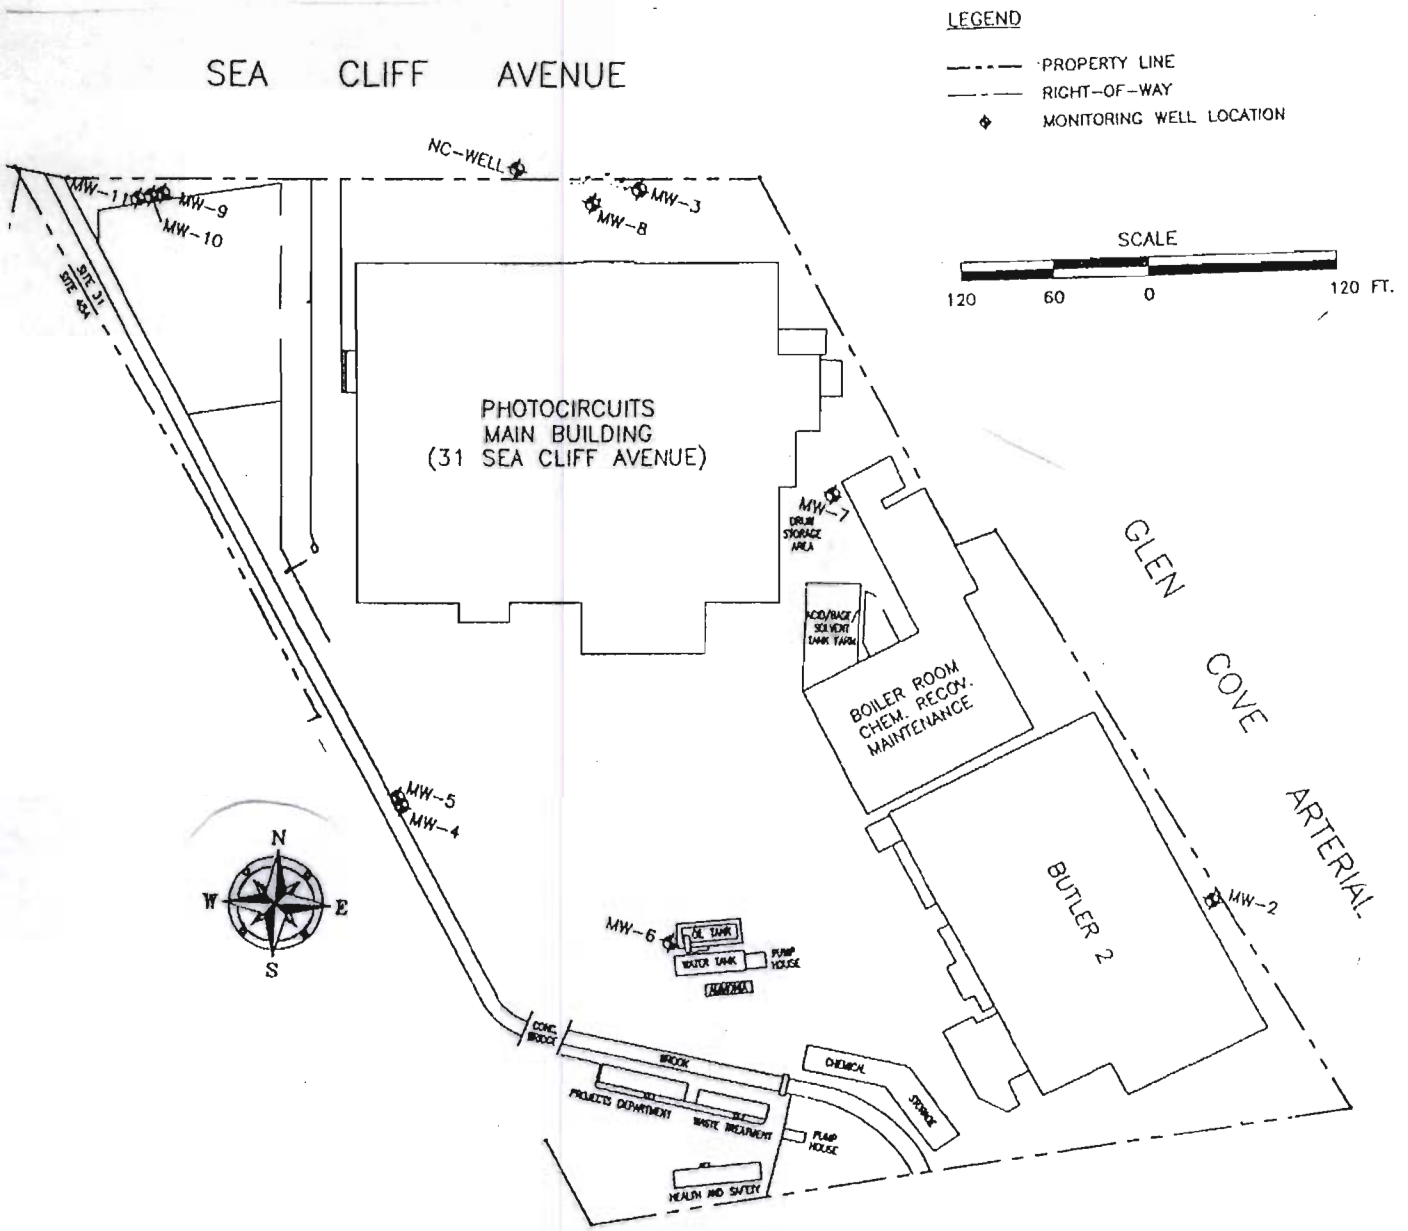 LEGEND
PROPERTY LINE
RIGHT-OF-WAY
MONITORING WELL LOCATION
SEA CLIFF AVENUE
NC-WELL
MW-3
MW-8
MW-1
MW-9
MW-10
SCALE
120 60 0 120 FT.
SITE 31
SITE 45A
PHOTOCIRCUITS
MAIN BUILDING
(31 SEA CLIFF AVENUE)
MW-7
DRUM
STORAGE
AREA
GLEN COVE ARTERIAL
ACID/BASE/
SOLVENT
TANK FARM
BOILER ROOM
CHEM. RECOV.
MAINTENANCE
MW-5
MW-4
N
W
E
S
BUTLER 2
MW-2
MW-6
OIL TANK
WATER TANK
PUMP
HOUSE
AMMONIA
CONC.
BRIDGE
BROOK
CHEMICAL
STORAGE
PROJECTS DEPARTMENT
WASTE TREATMENT
PUMP
HOUSE
HEALTH AND SAFETY